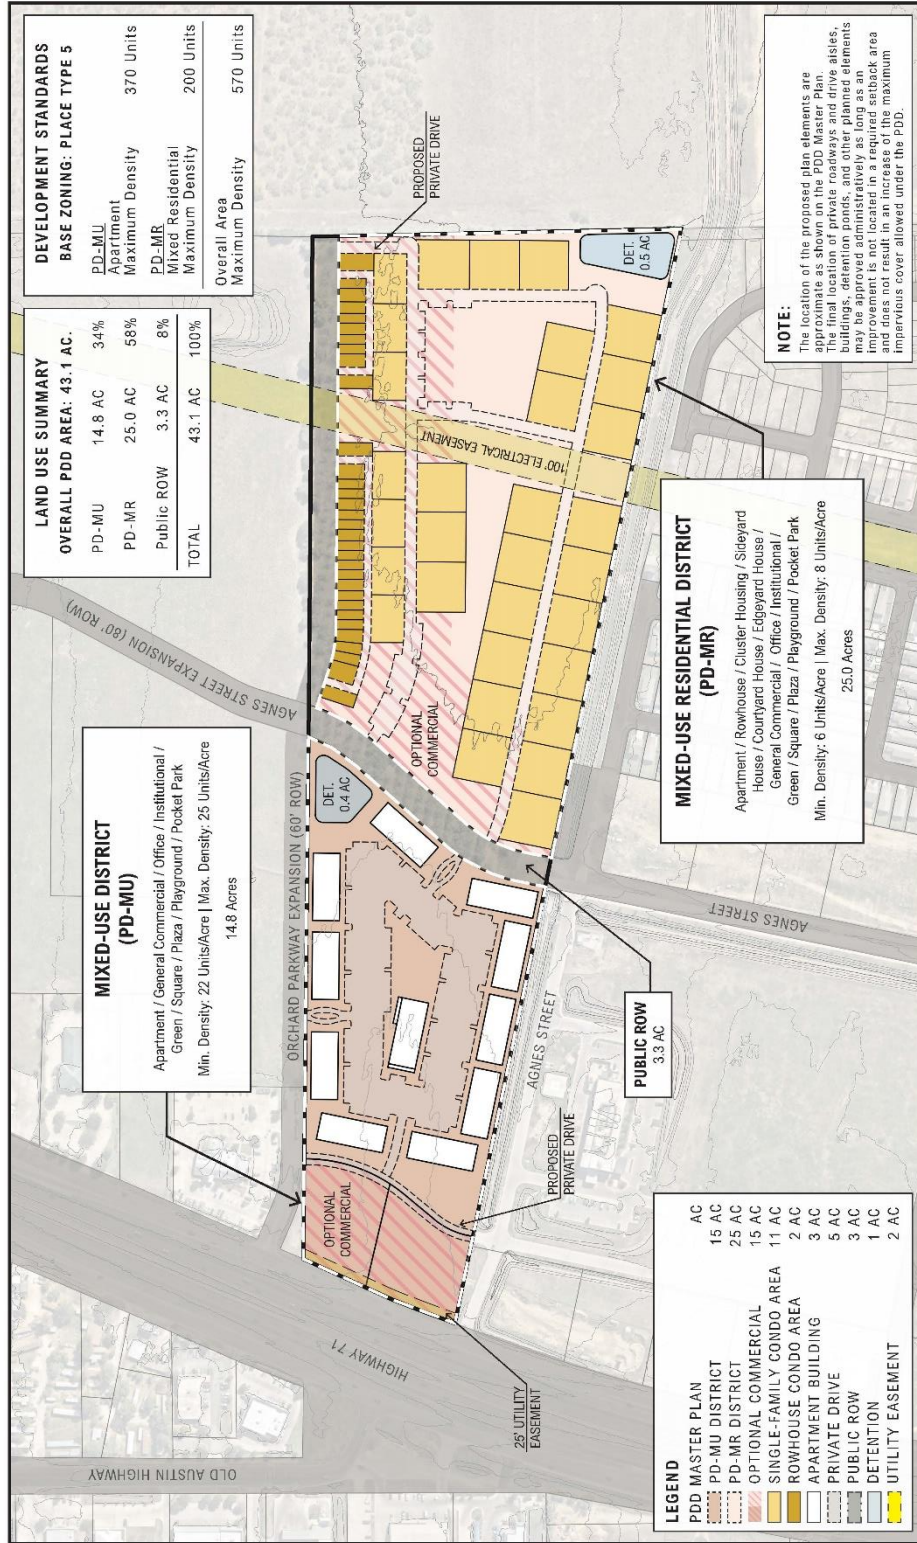 MIXED-USE DISTRICT
(PD-MU)
Apartment / General Commercial / Office / Institutional /
Green / Square / Plaza / Playground / Pocket Park
Min. Density: 22 Units/Acre | Max. Density: 25 Units/Acre
14.8 Acres
LAND USE SUMMARY
OVERALL PDD AREA: 43.1 AC.
PD-MU 14.8 AC 34%
PD-MR 25.0 AC 58%
Public ROW 3.3 AC 8%
TOTAL 43.1 AC 100%
DEVELOPMENT STANDARDS
BASE ZONING: PLACE TYPE 5
PD-MU
Apartment
Maximum Density 370 Units
PD-MR
Mixed Residential
Maximum Density 200 Units
Overall Area
Maximum Density 570 Units
OLD AUSTIN HIGHWAY
HIGHWAY 71
25' UTILITY
EASEMENT
OPTIONAL
COMMERCIAL
PROPOSED
PRIVATE DRIVE
ORCHARD PARKWAY EXPANSION (60' ROW)
AGNES STREET EXPANSION (80' ROW)
DET.
0.4 AC
OPTIONAL
COMMERCIAL
100' ELECTRICAL EASEMENT
PROPOSED
PRIVATE DRIVE
DET.
0.5 AC
AGNES STREET
AGNES STREET
PUBLIC ROW
3.3 AC
LEGEND
PDD MASTER PLAN AC
PD-MU DISTRICT 15 AC
PD-MR DISTRICT 25 AC
OPTIONAL COMMERCIAL 15 AC
SINGLE-FAMILY CONDO AREA 11 AC
ROWHOUSE CONDO AREA 2 AC
APARTMENT BUILDING 3 AC
PRIVATE DRIVE 5 AC
PUBLIC ROW 3 AC
DETENTION 1 AC
UTILITY EASEMENT 2 AC
MIXED-USE RESIDENTIAL DISTRICT
(PD-MR)
Apartment / Rowhouse / Cluster Housing / Sideyard
House / Courtyard House / Edgeyard House /
General Commercial / Office / Institutional /
Green / Square / Plaza / Playground / Pocket Park
Min. Density: 6 Units/Acre | Max. Density: 8 Units/Acre
25.0 Acres
NOTE:
The location of the proposed plan elements are
approximate as shown on the PDD Master Plan.
The final location of private roadways and drive aisles,
buildings, detention ponds, and other planned elements
may be approved administratively as long as an
improvement is not located in a required setback area
and does not result in an increase of the maximum
impervious cover allowed under the PDD.